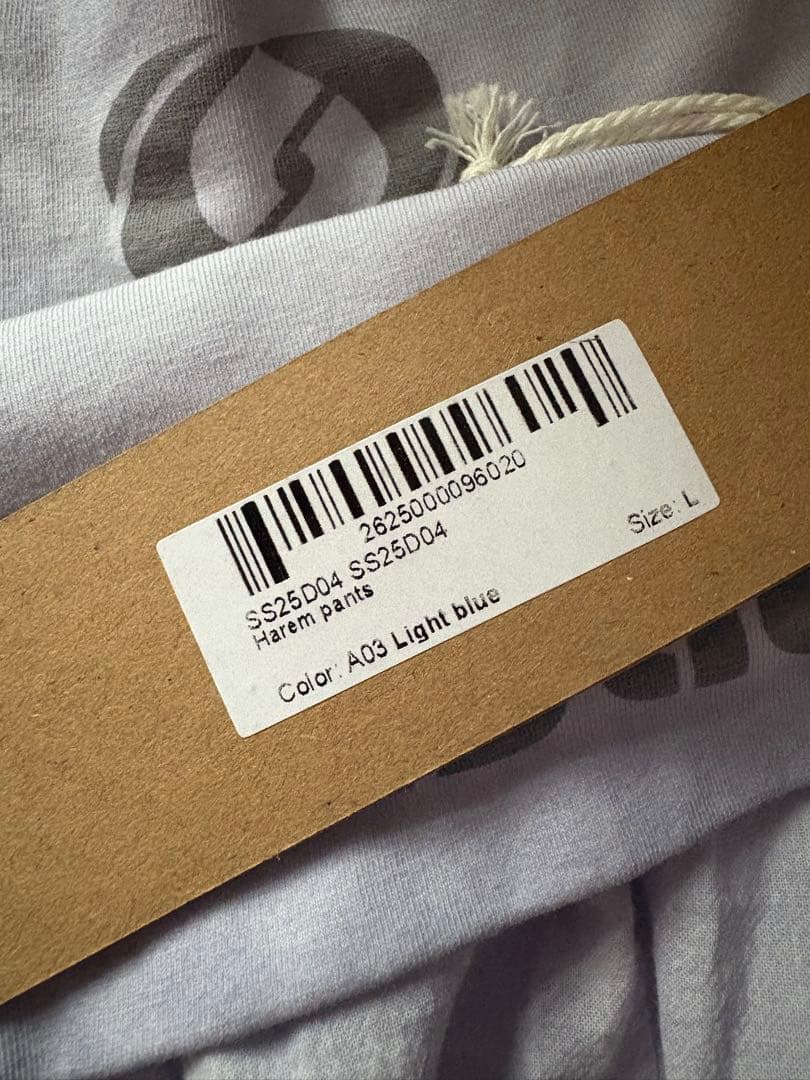 2625000096020
SS25D04 SS25D04
Harem pants
Size: L
Color: A03 Light blue